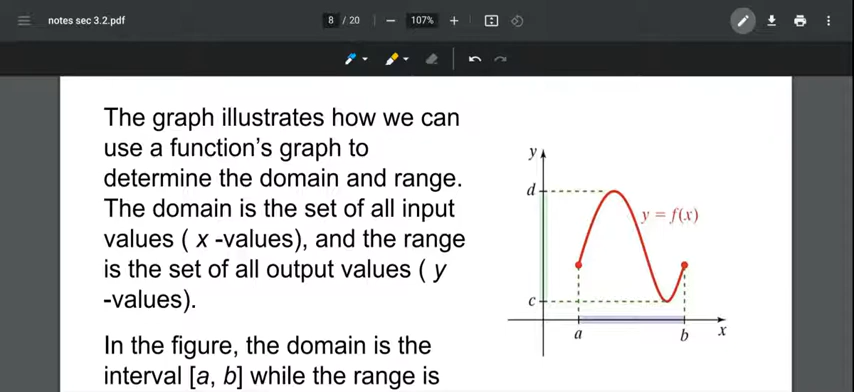 notes sec 3.2.pdf
8 / 20
107%
The graph illustrates how we can
use a function’s graph to
determine the domain and range.
The domain is the set of all input
values ( x -values), and the range
is the set of all output values ( y
-values).
In the figure, the domain is the
interval [a, b] while the range is
y
d
y = f(x)
c
a
b
x